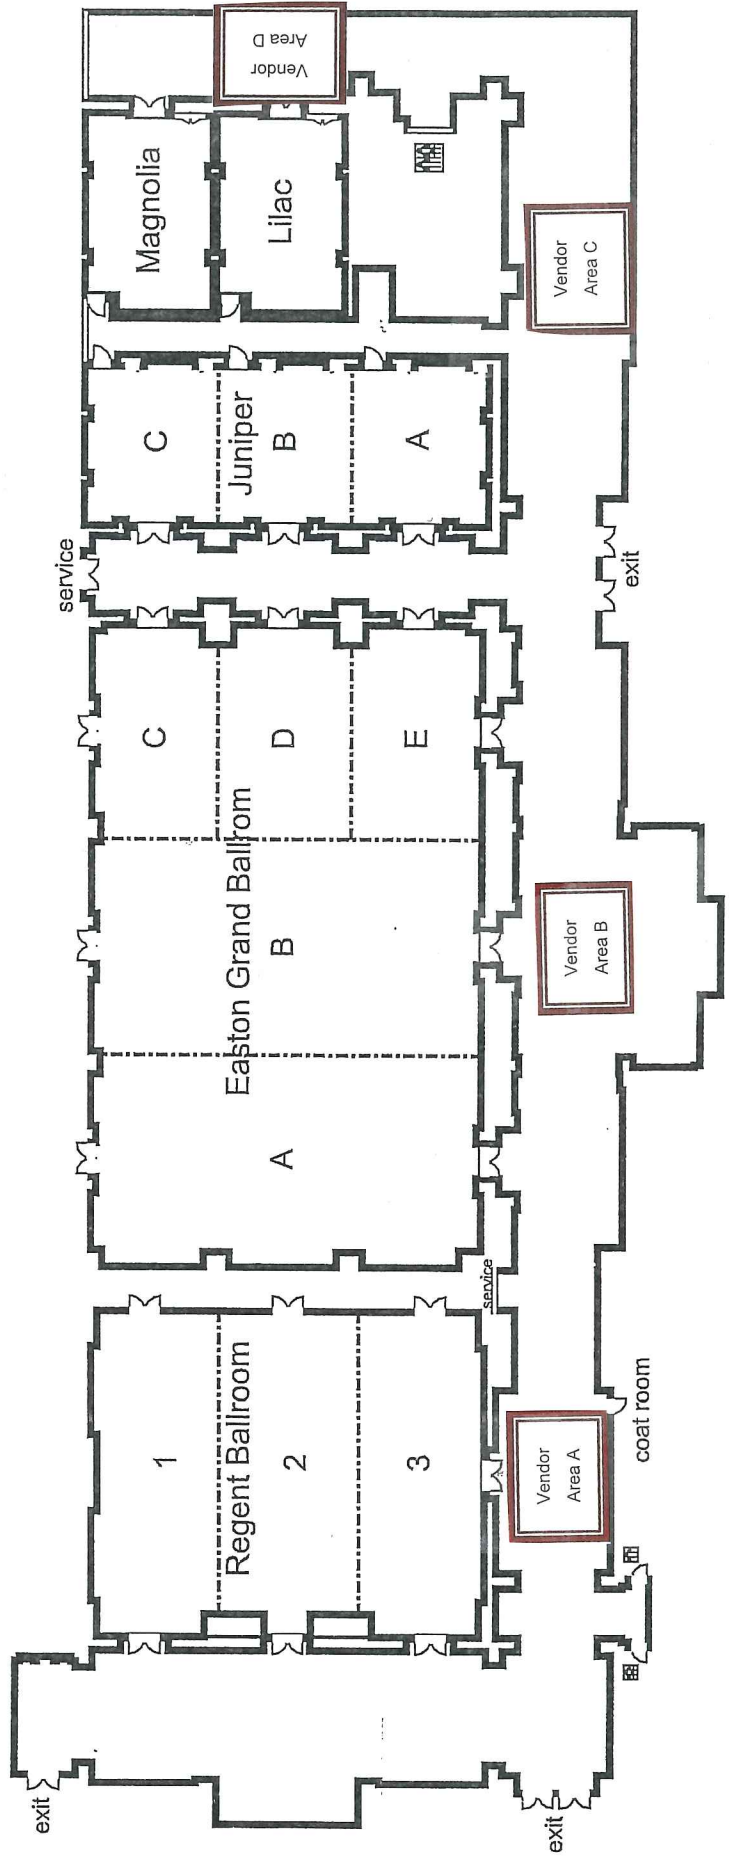 Vendor
Area D
Magnolia
Lilac
Vendor
Area C
C
Juniper
B
A
service
exit
C
D
E
Easton Grand Ballrom
B
A
Vendor
Area B
service
Regent Ballroom
1
2
3
Vendor
Area A
coat room
exit
exit